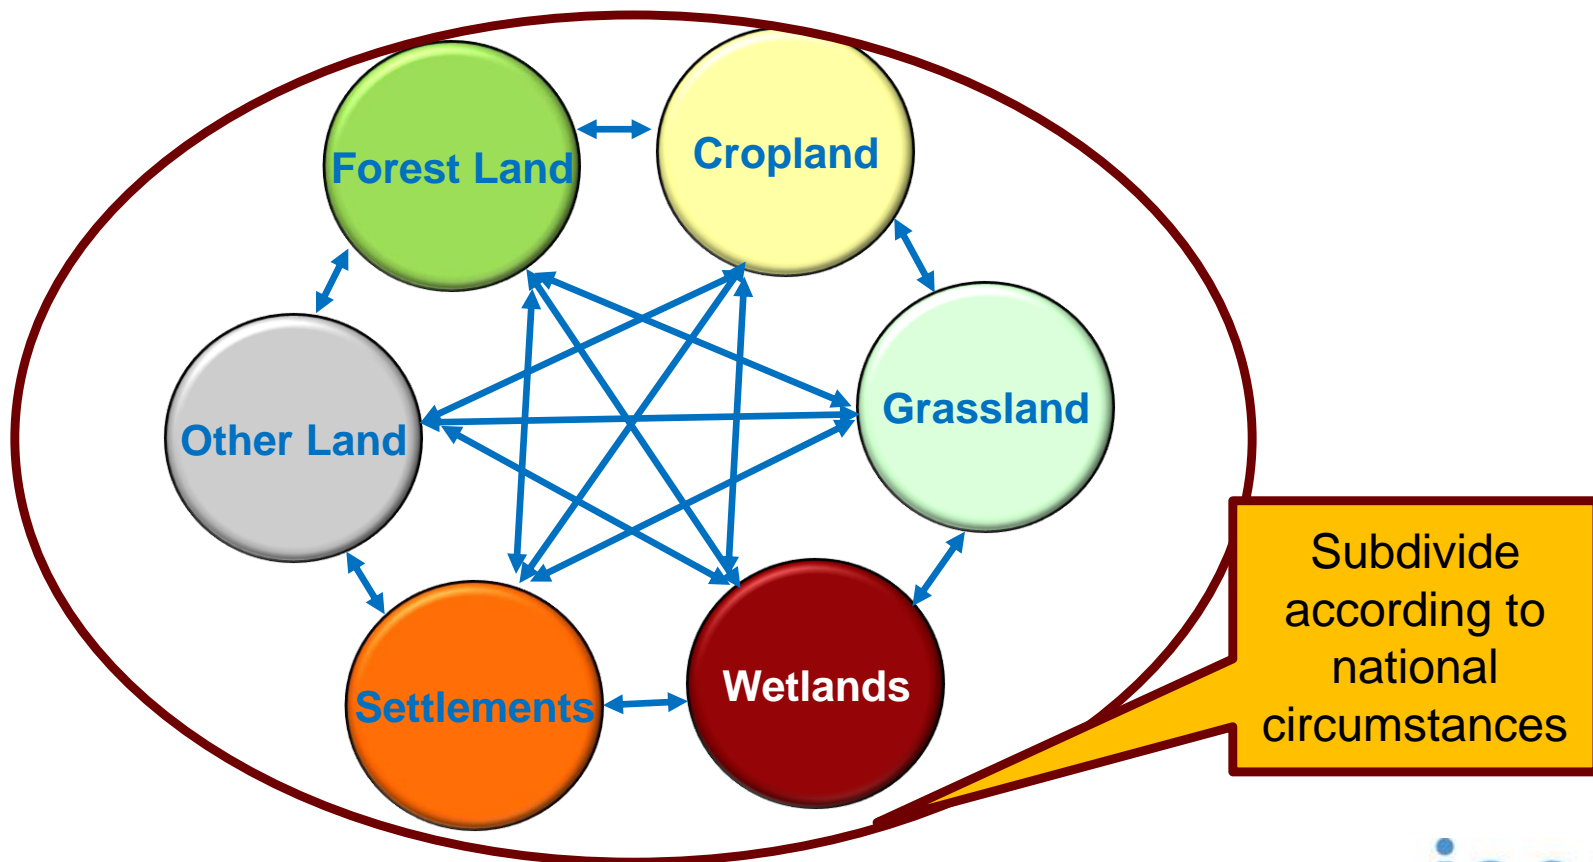 Forest Land
Cropland
Other Land
Grassland
Settlements
Wetlands
Subdivide
according to
national
circumstances